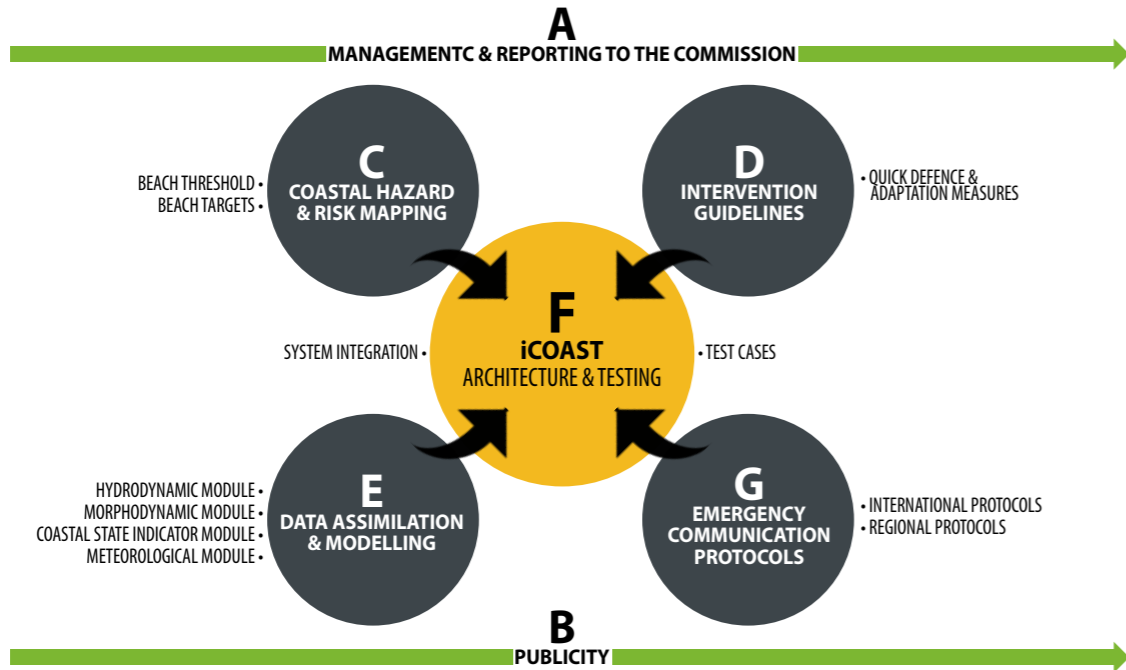 A
MANAGEMENTC & REPORTING TO THE COMMISSION
C
COASTAL HAZARD
& RISK MAPPING
BEACH THRESHOLD •
BEACH TARGETS •
D
INTERVENTION
GUIDELINES
• QUICK DEFENCE &
ADAPTATION MEASURES
F
iCOAST
ARCHITECTURE & TESTING
SYSTEM INTEGRATION •
• TEST CASES
E
DATA ASSIMILATION
& MODELLING
HYDRODYNAMIC MODULE •
MORPHODYNAMIC MODULE •
COASTAL STATE INDICATOR MODULE •
METEOROLOGICAL MODULE •
G
EMERGENCY
COMMUNICATION
PROTOCOLS
• INTERNATIONAL PROTOCOLS
• REGIONAL PROTOCOLS
B
PUBLICITY